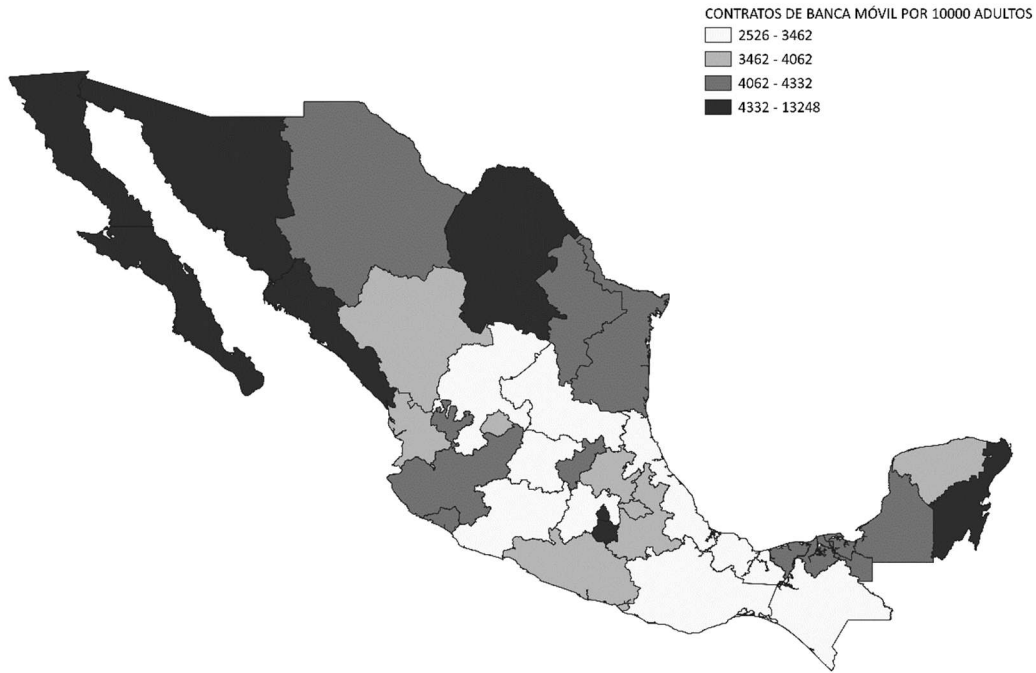 CONTRATOS DE BANCA MÓVIL POR 10000 ADULTOS
2526 - 3462
3462 - 4062
4062 - 4332
4332 - 13248